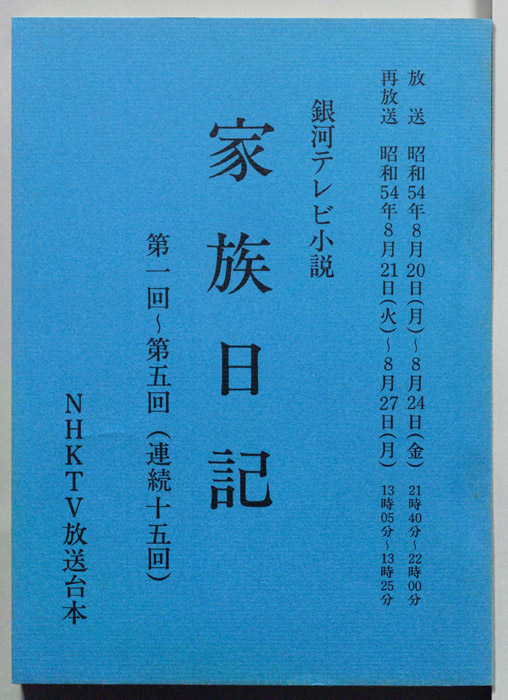 放送 昭和54年8月20日(月)～8月24日(金) 21時40分～22時00分
再放送 昭和54年8月21日(火)～8月27日(月) 13時05分～13時25分
銀河テレビ小説
家族日記
第一回～第五回(連続十五回)
NHKTV放送台本